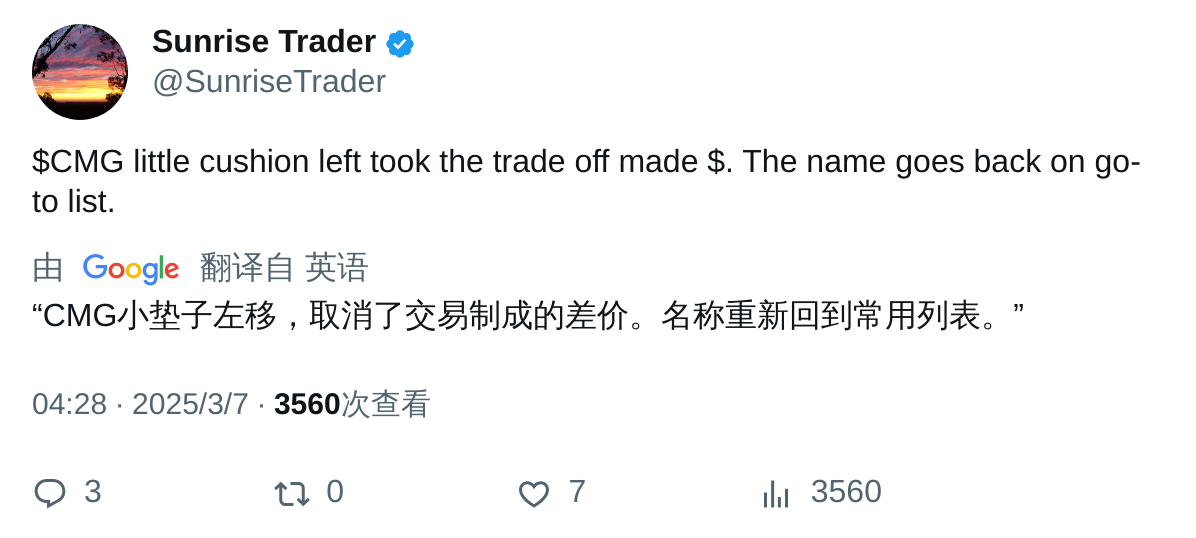 Sunrise Trader
@SunriseTrader
$CMG little cushion left took the trade off made $. The name goes back on go-
to list.
由 Google 翻译自 英语
“CMG小垫子左移，取消了交易制成的差价。名称重新回到常用列表。”
04:28 · 2025/3/7 · 3560次查看
3 0 7 3560